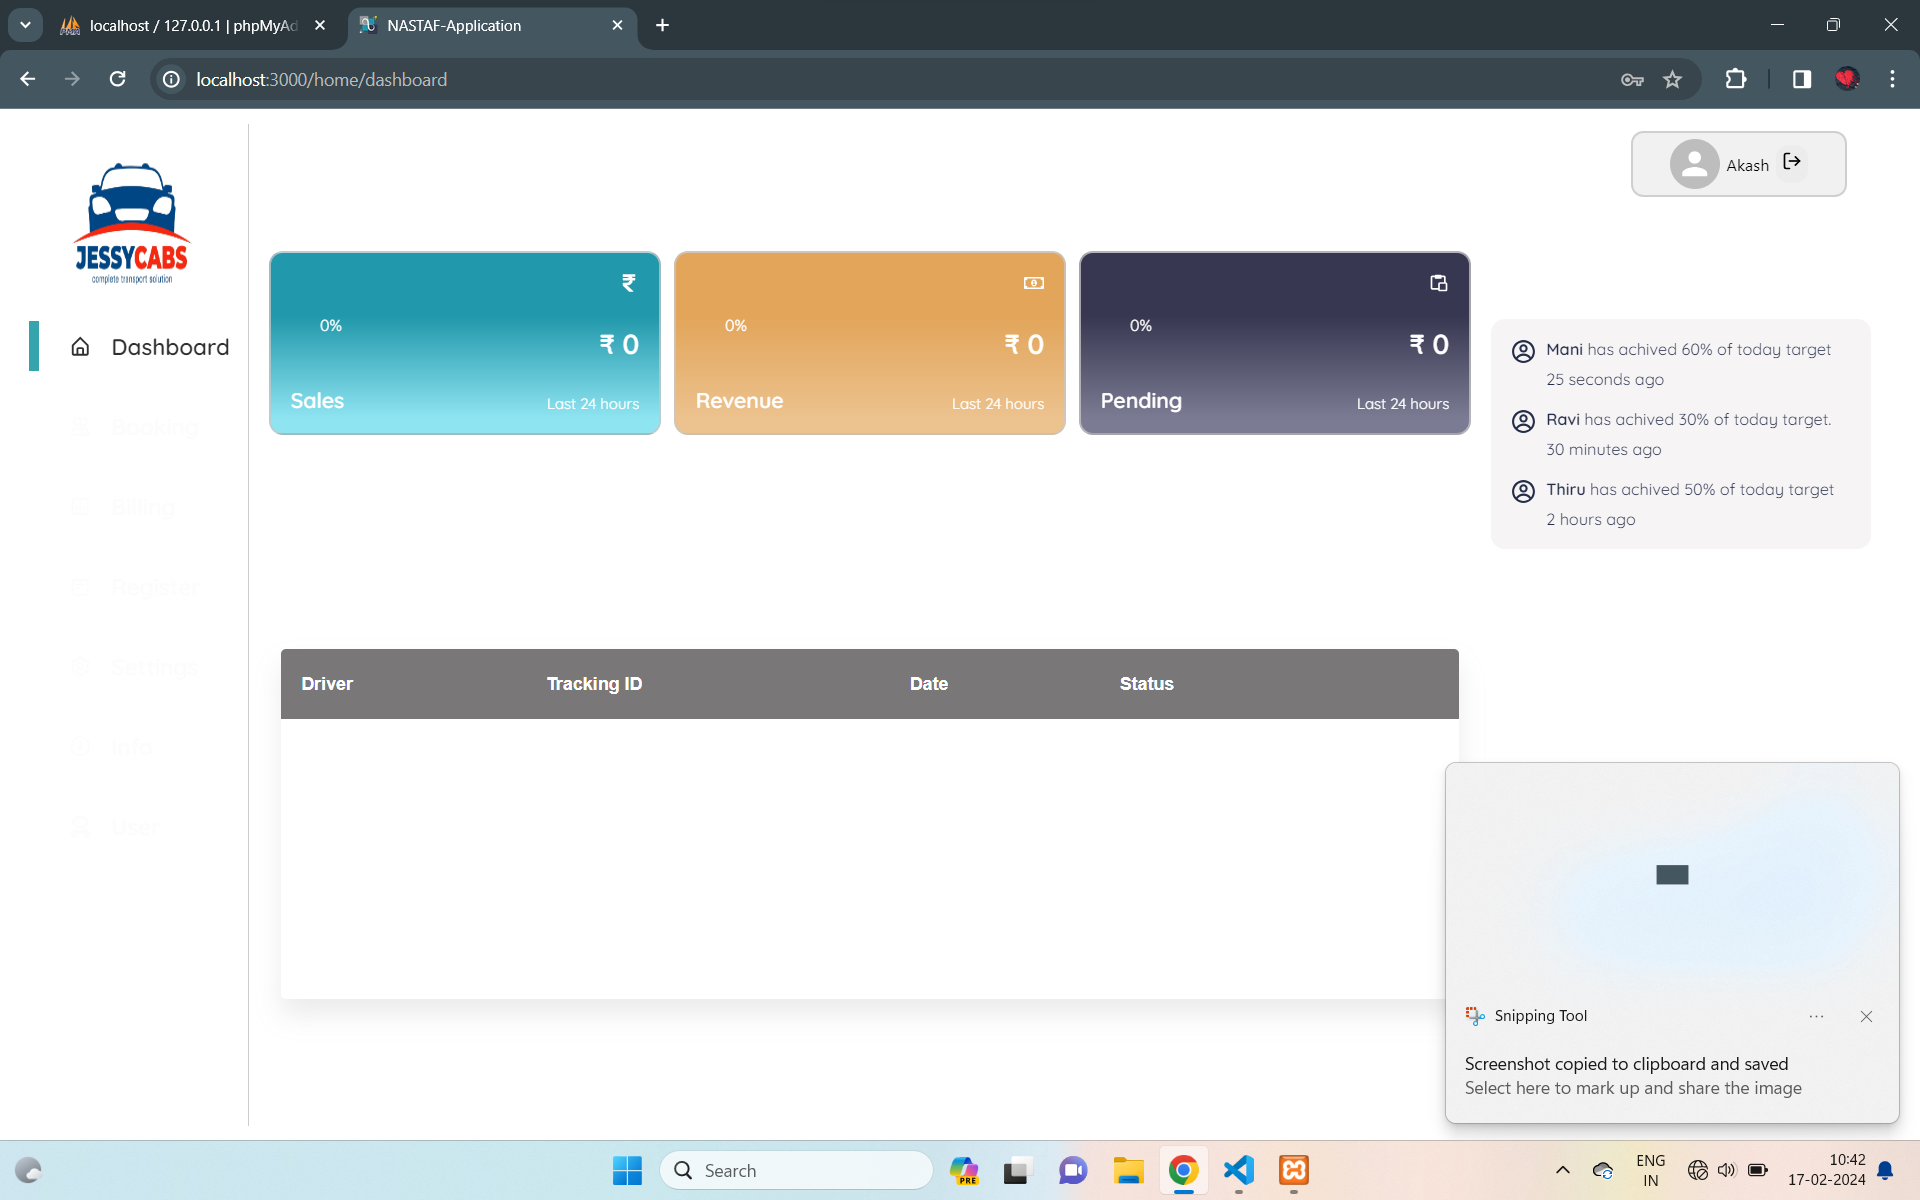 localhost / 127.0.0.1 | phpMyAd
NASTAF-Application
localhost:3000/home/dashboard
JESSYCABS
complete transport solution
Akash
Dashboard
Booking
Billing
Register
Settings
Info
User
₹
0%
₹ 0
Sales
Last 24 hours
0%
₹ 0
Revenue
Last 24 hours
0%
₹ 0
Pending
Last 24 hours
Mani has achived 60% of today target
25 seconds ago
Ravi has achived 30% of today target.
30 minutes ago
Thiru has achived 50% of today target
2 hours ago
Driver Tracking ID Date Status
Snipping Tool
Screenshot copied to clipboard and saved
Select here to mark up and share the image
Search
PRE
ENG
IN
10:42
17-02-2024